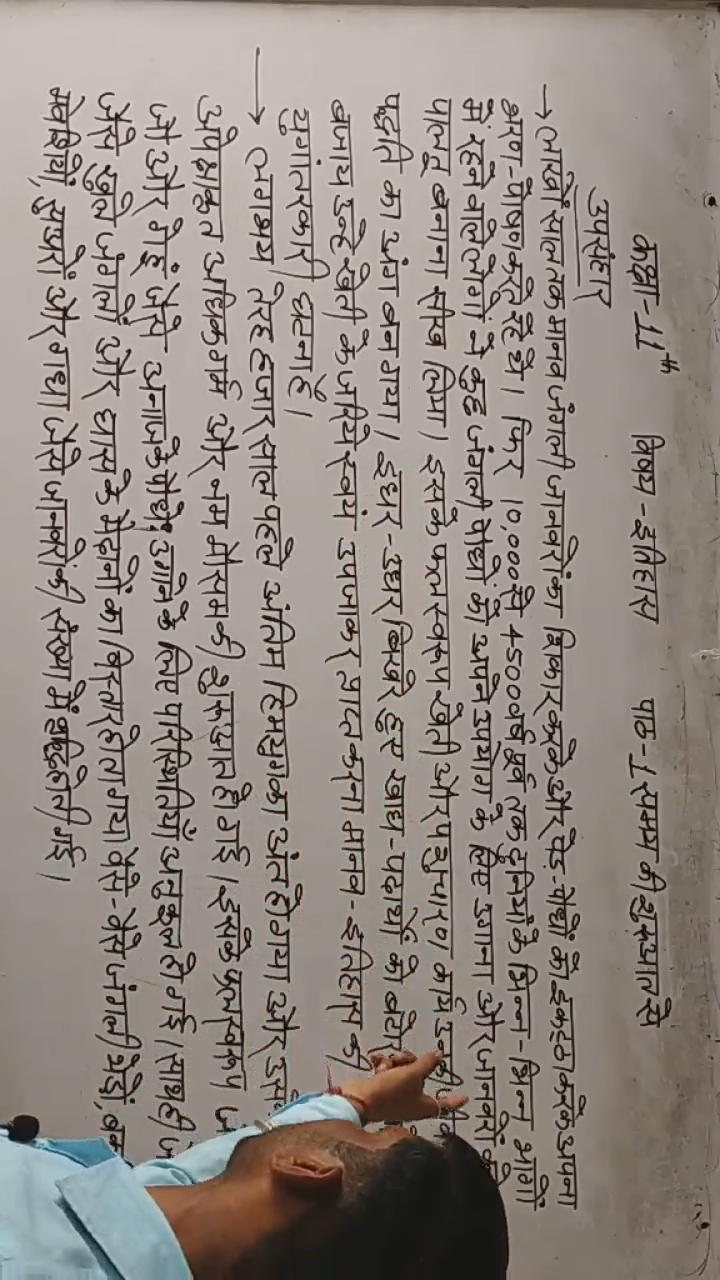 कक्षा-11th विषय-इतिहास पाठ-1 समय की शुरुआत से
उपसंहार
→ लाखों साल तक मानव जंगली जानवरों का शिकार करके और पेड़-पौधों को इकट्ठा करके अपना
भरण-पोषण करते रहे थे। फिर 10,000 से 4500 वर्ष पूर्व तक दुनियाँ के भिन्न-भिन्न भागों
में रहने वाले लोगों ने कुछ जंगली पौधों को अपने उपयोग के लिए उगाना और जानवरों को
पालतू बनाना सीख लिया। इसके फलस्वरूप खेती और पशुचारण कार्य उनकी
पद्धति का अंग बन गया। इधर-उधर बिखरे हुए खाद्य-पदार्थों को
बजाय उन्हे खेती के जरिये स्वयं उपजाकर प्राप्त करना मानव-इतिहास की
युगांतरकारी घटना है।
→ लगभग तेरह हजार साल पहले अंतिम हिमयुग का अंत हो गया और
अपेक्षाकृत अधिक गर्म और नम मौसम की शुरुआत हो गई। इसके फलस्वरूप
जौ और गेहूं जैसे अनाज के पौधे उगने के लिए परिस्थितियाँ अनुकूल हो गई। साथ ही
जैसे खुले जंगलों और घास के मैदानों का विस्तार होता गया वैसे-वैसे जंगली भेड़ों,
मवेशियों, सुअरों और गधा जैसे जानवरों की संख्या में वृद्धि होती गई।